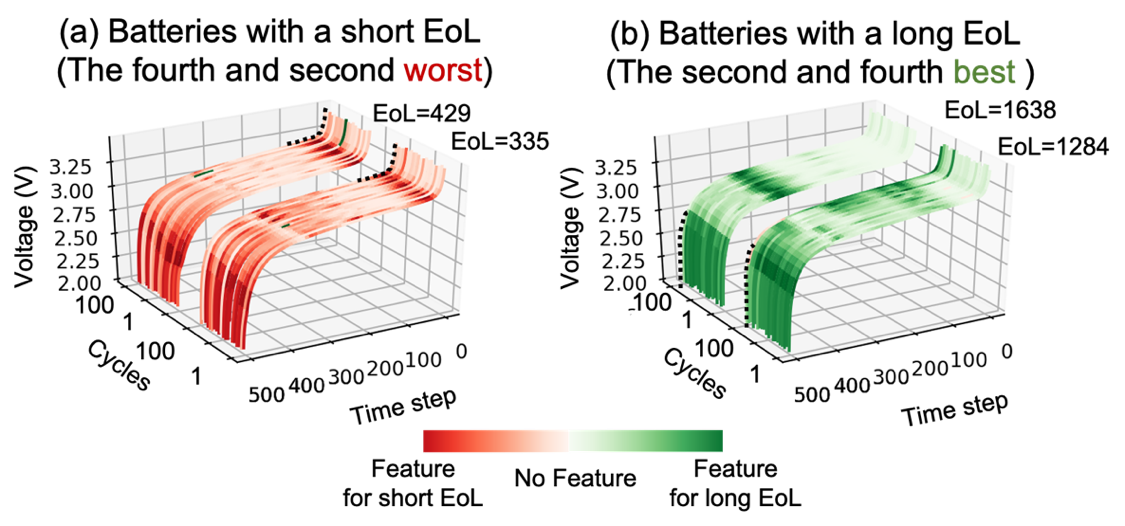 (a) Batteries with a short EoL
(The fourth and second worst)
EoL=429
EoL=335
Voltage (V)
3.25
3.00
2.75
2.50
2.25
2.00
100
1
100
1
Cycles
500 400 300 200 100 0
Time step
(b) Batteries with a long EoL
(The second and fourth best )
EoL=1638
EoL=1284
Voltage (V)
3.25
3.00
2.75
2.50
2.25
2.00
100
1
100
1
Cycles
500 400 300 200 100 0
Time step
Feature
for short EoL
No Feature
Feature
for long EoL